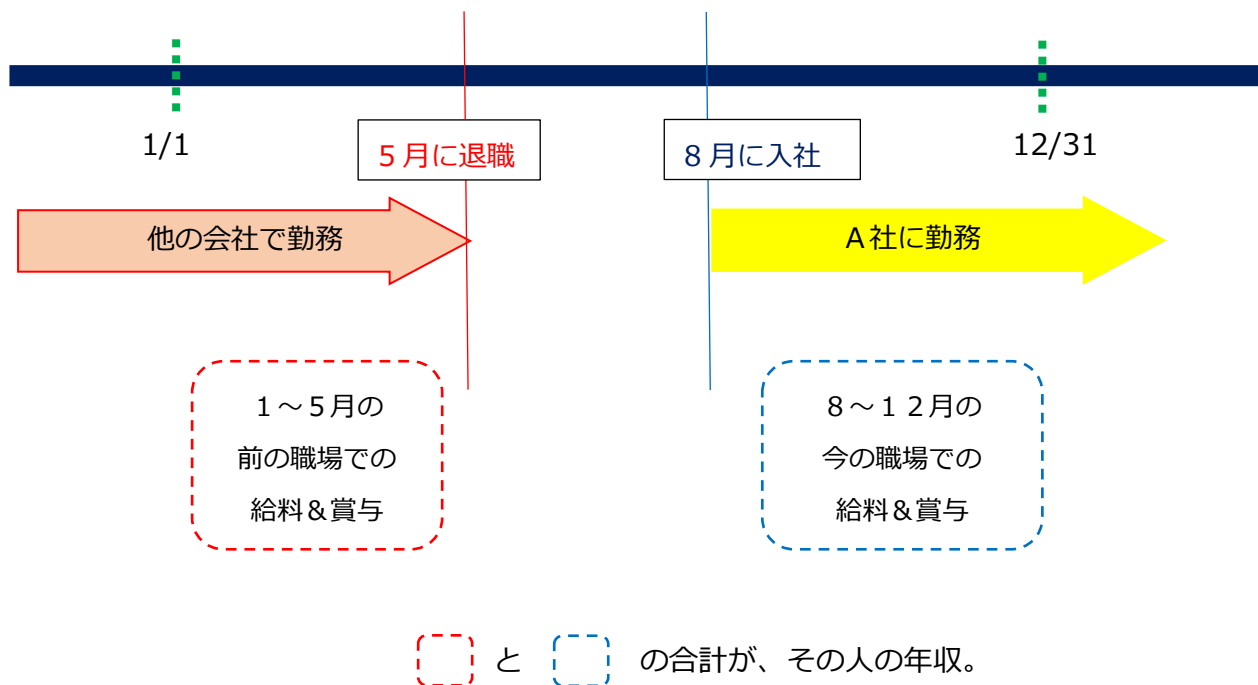 1/1
５月に退職
８月に入社
12/31
他の会社で勤務
Ａ社に勤務
１～５月の
前の職場での
給料＆賞与
８～１２月の
今の職場での
給料＆賞与
と の合計が、その人の年収。